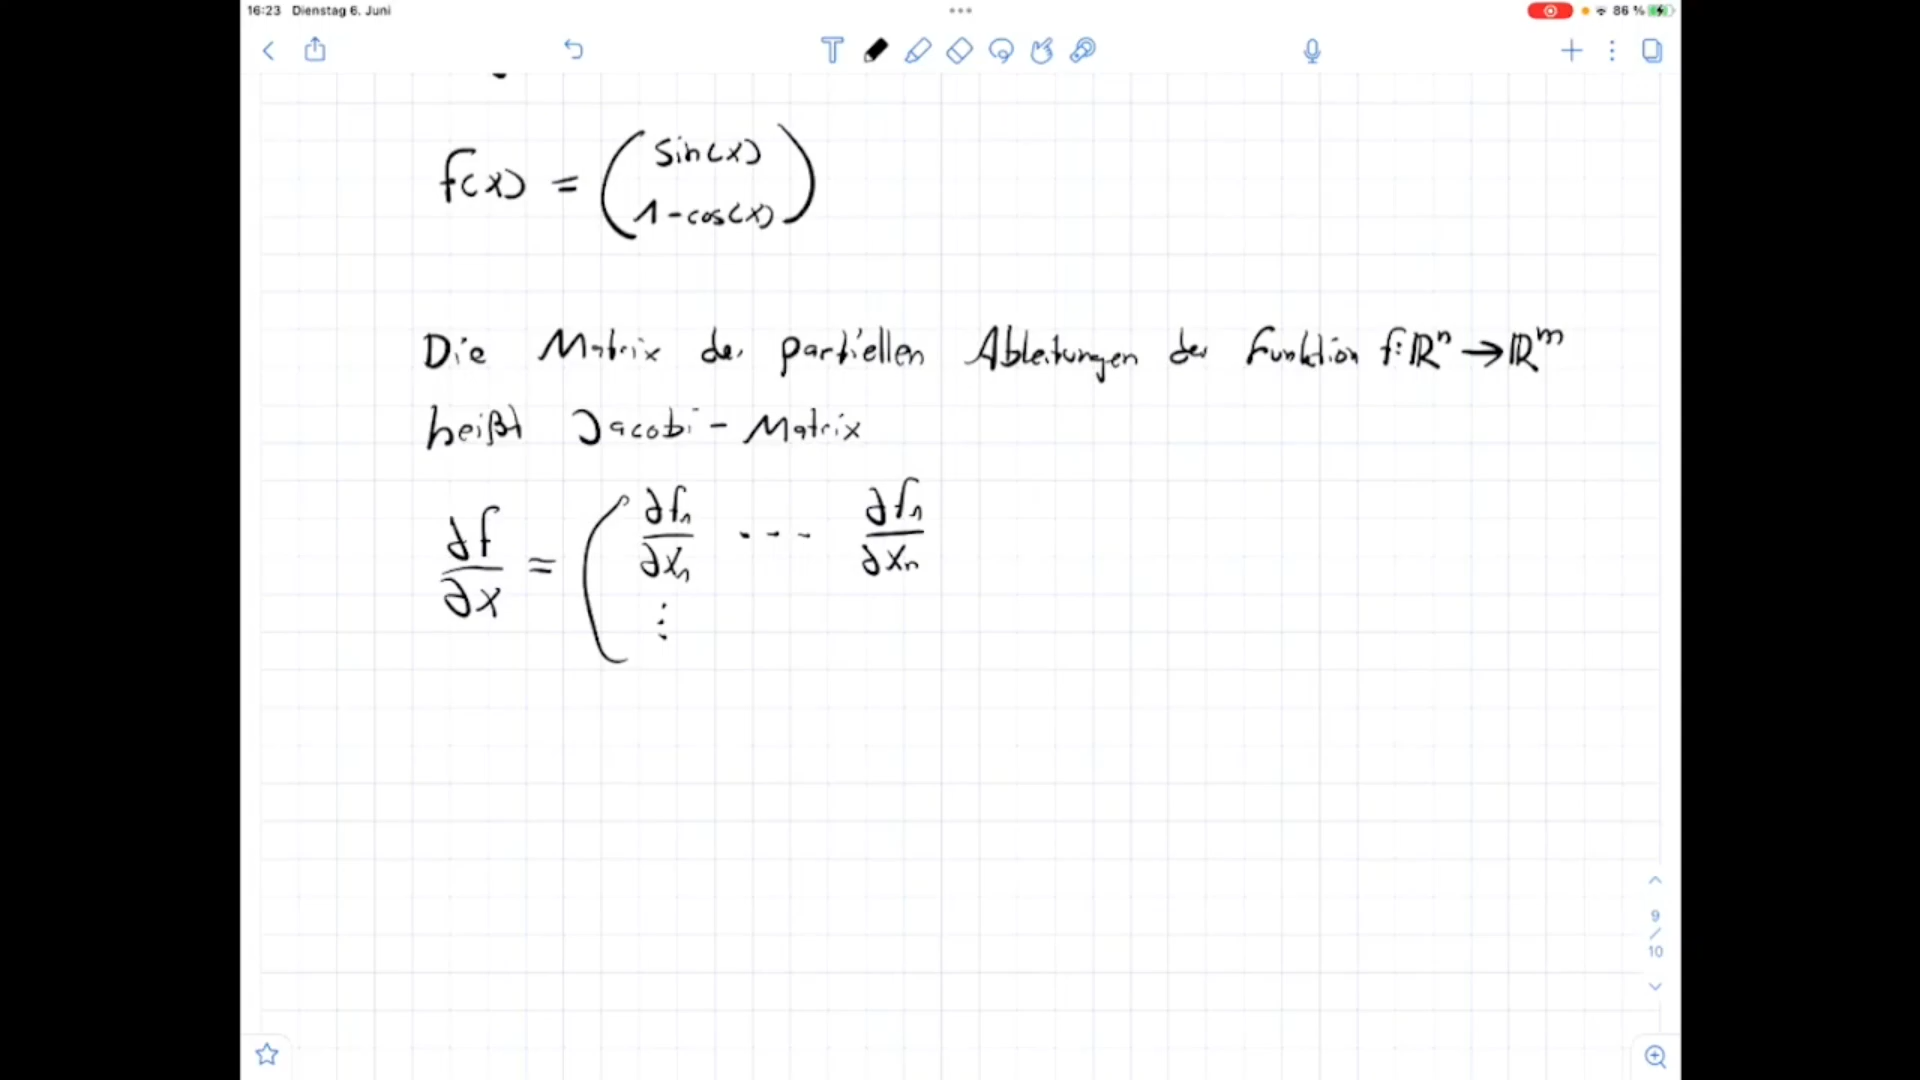 16:23 Dienstag 6. Juni
86 %
T
f(x) = ( sin(x)
1-cos(x) )
Die Matrix der partiellen Ableitungen der Funktion f: ℝⁿ → ℝᵐ
heißt Jacobi-Matrix
∂f/∂x = ( ∂f₁/∂x₁ ... ∂f₁/∂xₙ
⋮
9
/
10